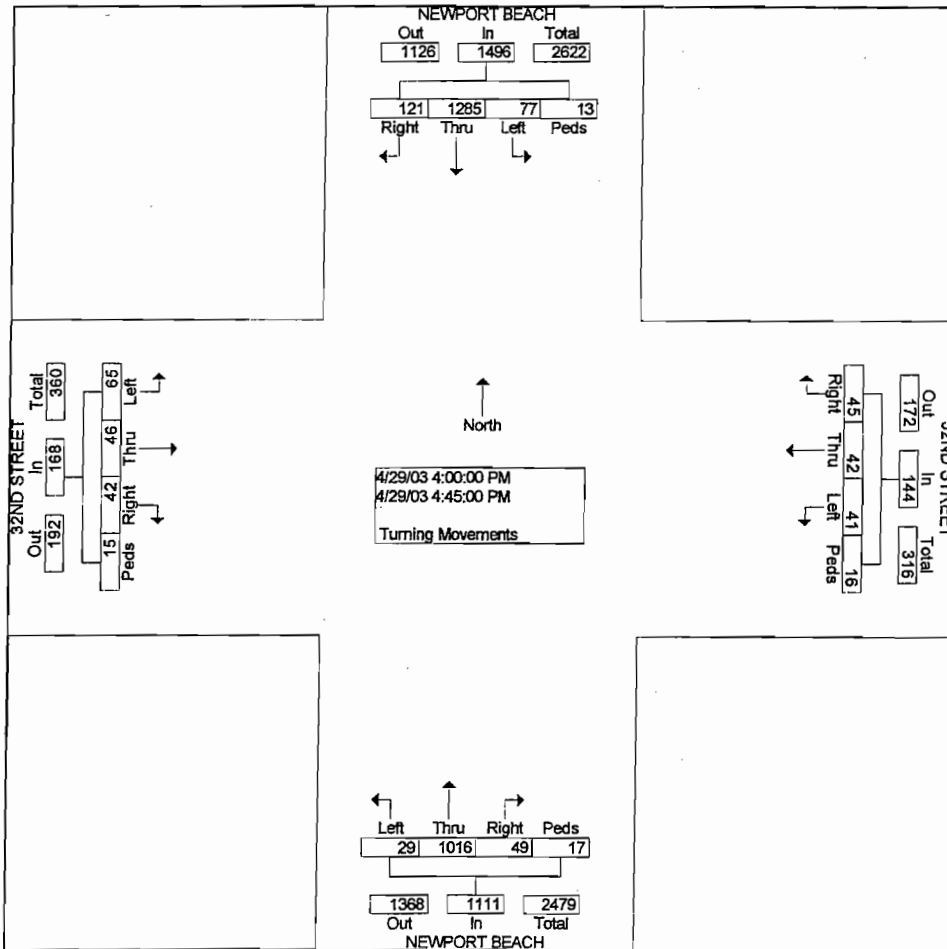 NEWPORT BEACH
Out In Total
1126 1496 2622
121 1285 77 13
Right Thru Left Peds
32ND STREET
Total In Out
360 168 192
65 46 42 15
Left Thru Right Peds
North
4/29/03 4:00:00 PM
4/29/03 4:45:00 PM
Turning Movements
Right Thru Left Peds
45 42 41 16
172 144 316
Out In Total
32ND STREET
Left Thru Right Peds
29 1016 49 17
1368 1111 2479
Out In Total
NEWPORT BEACH